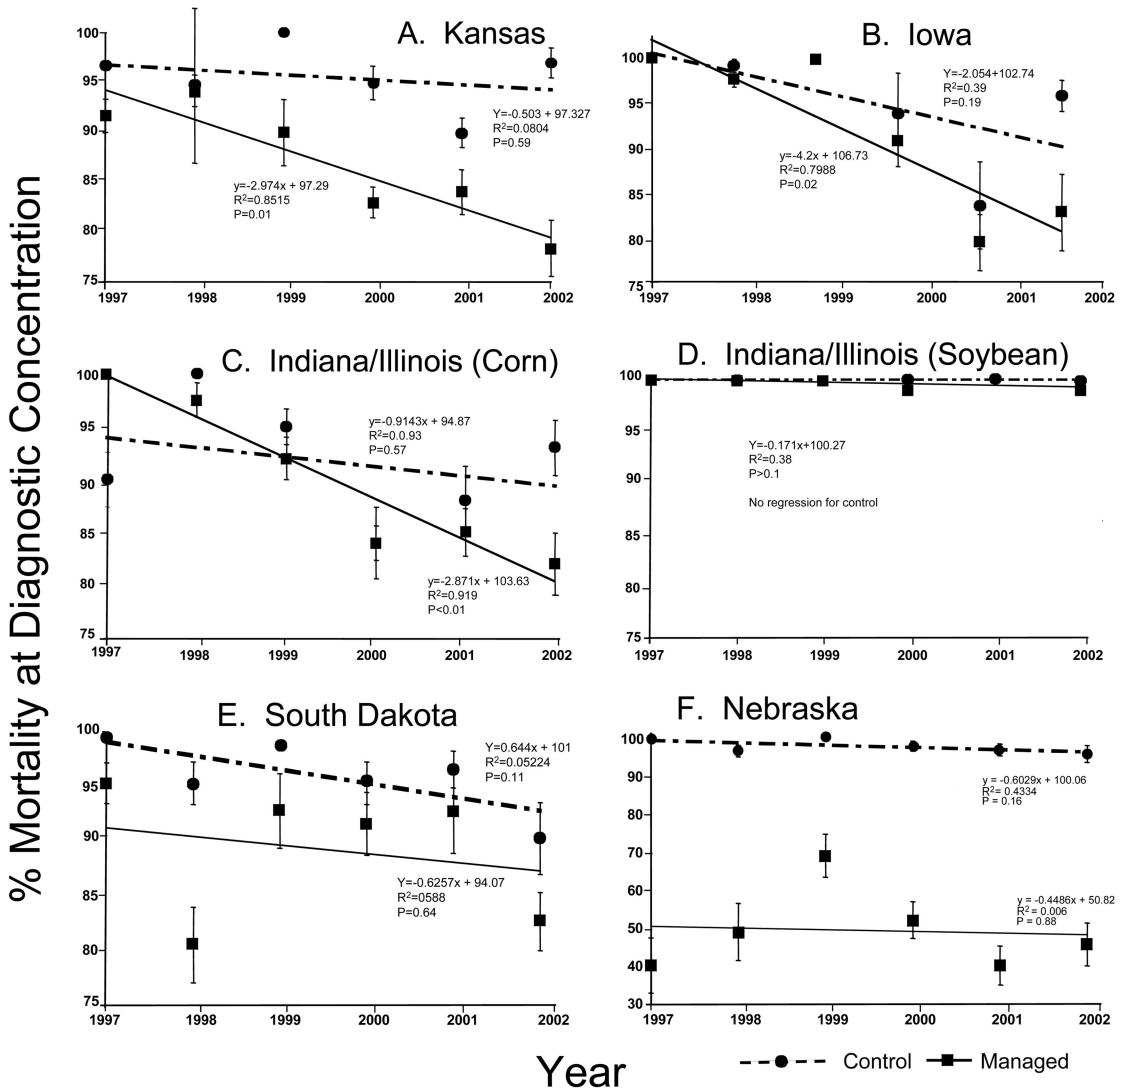 % Mortality at Diagnostic Concentration
A. Kansas
100
95
90
85
80
75
1997 1998 1999 2000 2001 2002
Y=-0.503 + 97.327
R²=0.0804
P=0.59
y=-2.974x + 97.29
R²=0.8515
P=0.01
B. Iowa
100
95
90
85
80
75
1997 1998 1999 2000 2001 2002
Y=-2.054+102.74
R²=0.39
P=0.19
y=-4.2x + 106.73
R²=0.7988
P=0.02
C. Indiana/Illinois (Corn)
100
95
90
85
80
75
1997 1998 1999 2000 2001 2002
y=-0.9143x + 94.87
R²=0.0.93
P=0.57
y=-2.871x + 103.63
R²=0.919
P<0.01
D. Indiana/Illinois (Soybean)
100
95
90
85
80
75
1997 1998 1999 2000 2001 2002
Y=-0.171x+100.27
R²=0.38
P>0.1
No regression for control
E. South Dakota
100
95
90
85
80
75
1997 1998 1999 2000 2001 2002
Y=0.644x + 101
R²=0.05224
P=0.11
Y=-0.6257x + 94.07
R²=0588
P=0.64
F. Nebraska
100
90
80
70
60
50
40
30
1997 1998 1999 2000 2001 2002
y = -0.6029x + 100.06
R²= 0.4334
P = 0.16
y = -0.4486x + 50.82
R² = 0.006
P = 0.88
Year
Control Managed